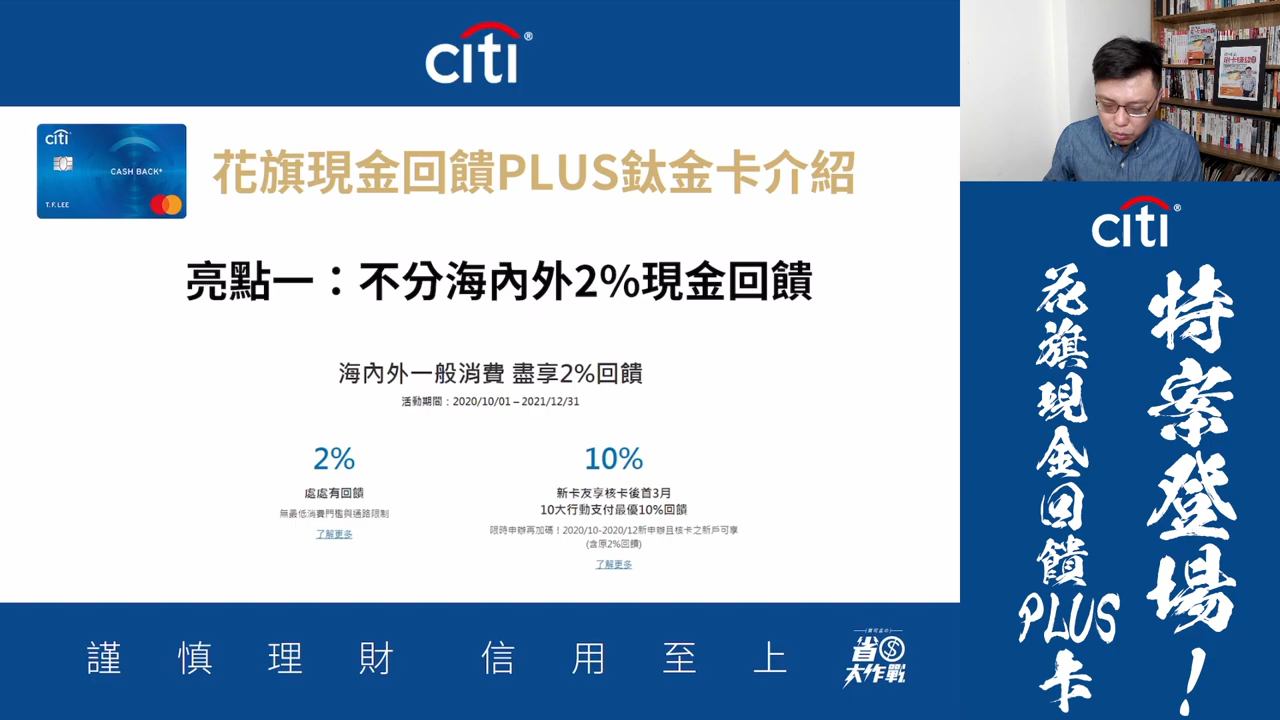 citi®
citi
CASH BACK+
T. F. LEE
花旗現金回饋PLUS鈦金卡介紹
亮點一：不分海內外2%現金回饋
海內外一般消費 盡享2%回饋
活動期間：2020/10/01 – 2021/12/31
2%
處處有回饋
無最低消費門檻與通路限制
了解更多
10%
新卡友享核卡後首3月
10大行動支付最優10%回饋
限時申辦再加碼！2020/10-2020/12新申辦且核卡之新戶可享
(含原2%回饋)
了解更多
謹慎理財 信用至上
省$
大作戰
citi®
特案登場！
花旗現金回饋PLUS卡